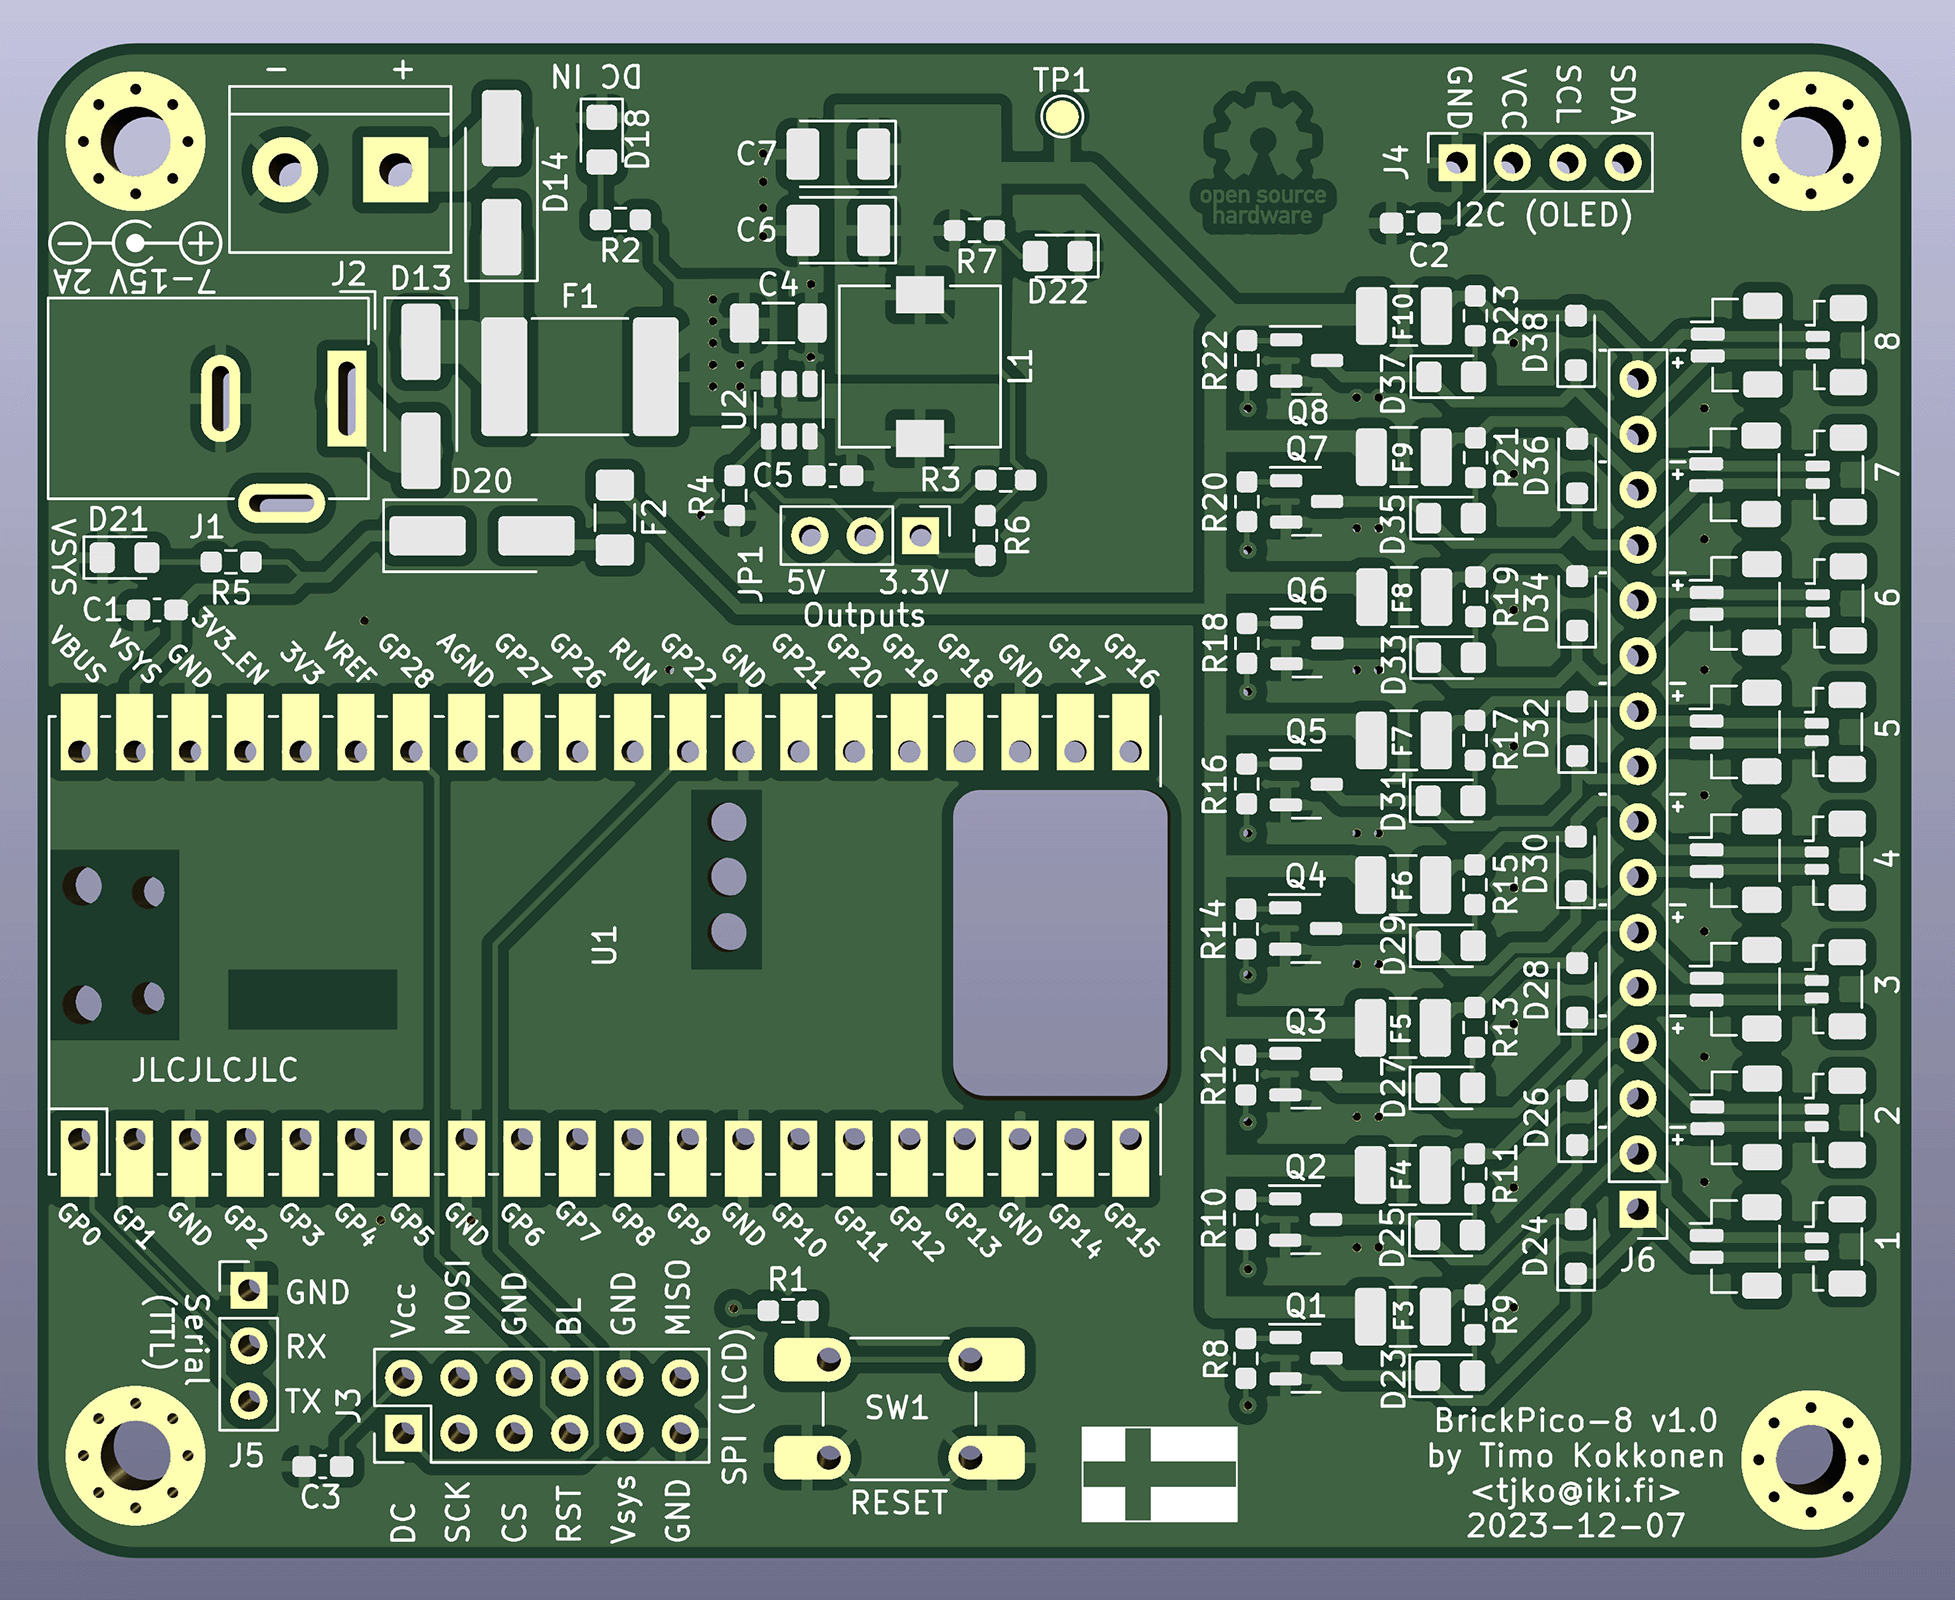 - +
DC IN
D18
D14
R2
J2
7-15V 2A
D13
F1
C7
C6
C4
TP1
open source
hardware
R7
D22
L1
U2
C5
R3
R4
R6
F2
D20
J1
D21
VSYS
R5
C1
JP1
5V 3.3V
Outputs
J4
GND VCC SCL SDA
I2C (OLED)
C2
VBUS VSYS GND 3V3_EN 3V3 VREF GP28 AGND GP27 GP26 RUN GP22 GND GP21 GP20 GP19 GP18 GND GP17 GP16
U1
JLCJLCJLC
GP0 GP1 GND GP2 GP3 GP4 GP5 GND GP6 GP7 GP8 GP9 GND GP10 GP11 GP12 GP13 GND GP14 GP15
R22 Q8 F10 D37 R23 D38 + 8
R20 Q7 F9 D35 R21 D36 + 7
R18 Q6 F8 D33 R19 D34 + 6
R16 Q5 F7 D31 R17 D32 + 5
R14 Q4 F6 D29 R15 D30 + 4
R12 Q3 F5 D27 R13 D28 + 3
R10 Q2 F4 D25 R11 D26 + 2
R8 Q1 F3 D23 R9 D24 + 1
J6
Serial
(TTL)
GND
RX
TX
J5
J3
C3
Vcc MOSI GND BL GND MISO
DC SCK CS RST Vsys GND
SPI (LCD)
R1
SW1
RESET
BrickPico-8 v1.0
by Timo Kokkonen
<tjko@iki.fi>
2023-12-07